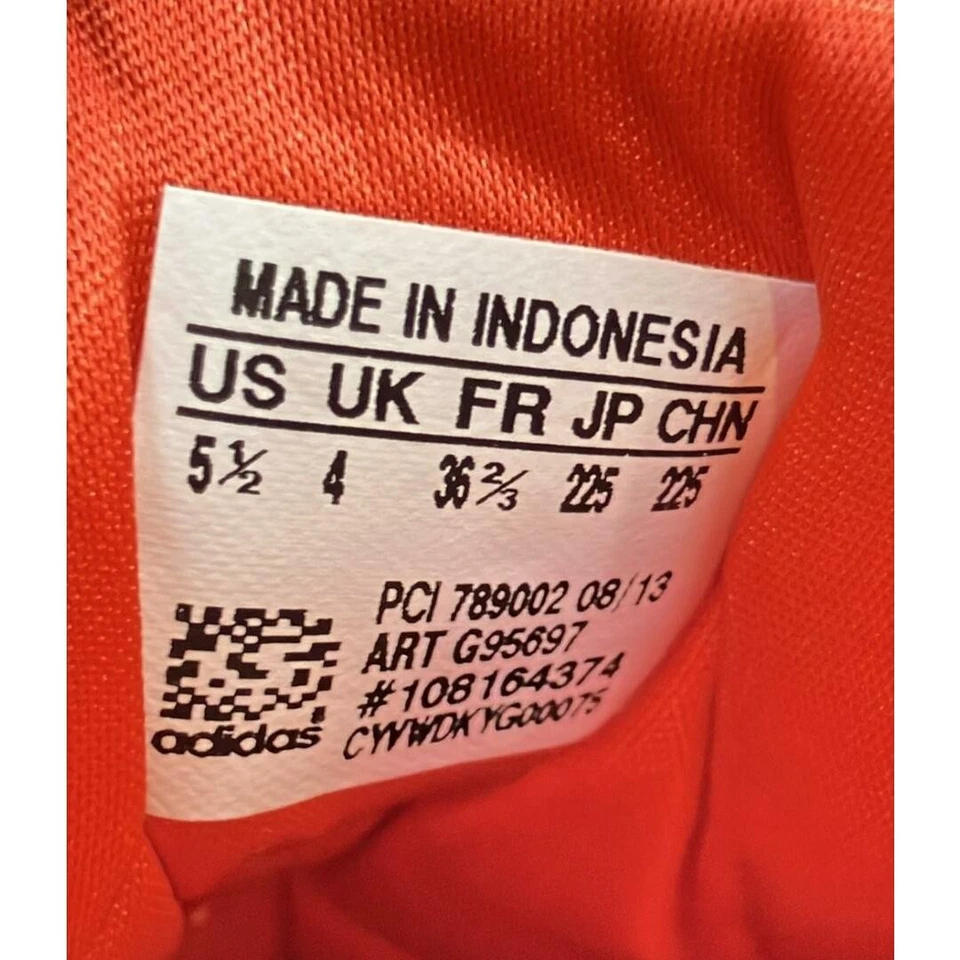 MADE IN INDONESIA
US UK FR JP CHN
5½ 4 36⅔ 225 225
PCI 789002 08/13
ART G95697
#108164374
adidas CYVWDKYG00075